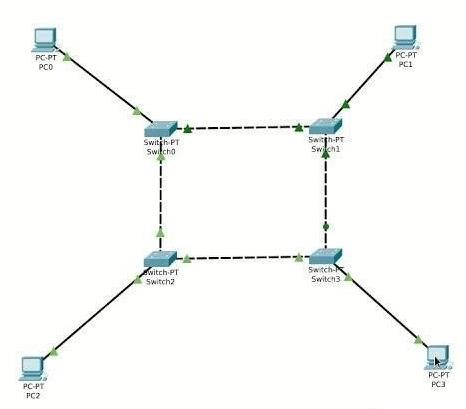 PC-PT
PC0
PC-PT
PC1
Switch-PT
Switch0
Switch-PT
Switch1
Switch-PT
Switch2
Switch-PT
Switch3
PC-PT
PC2
PC-PT
PC3